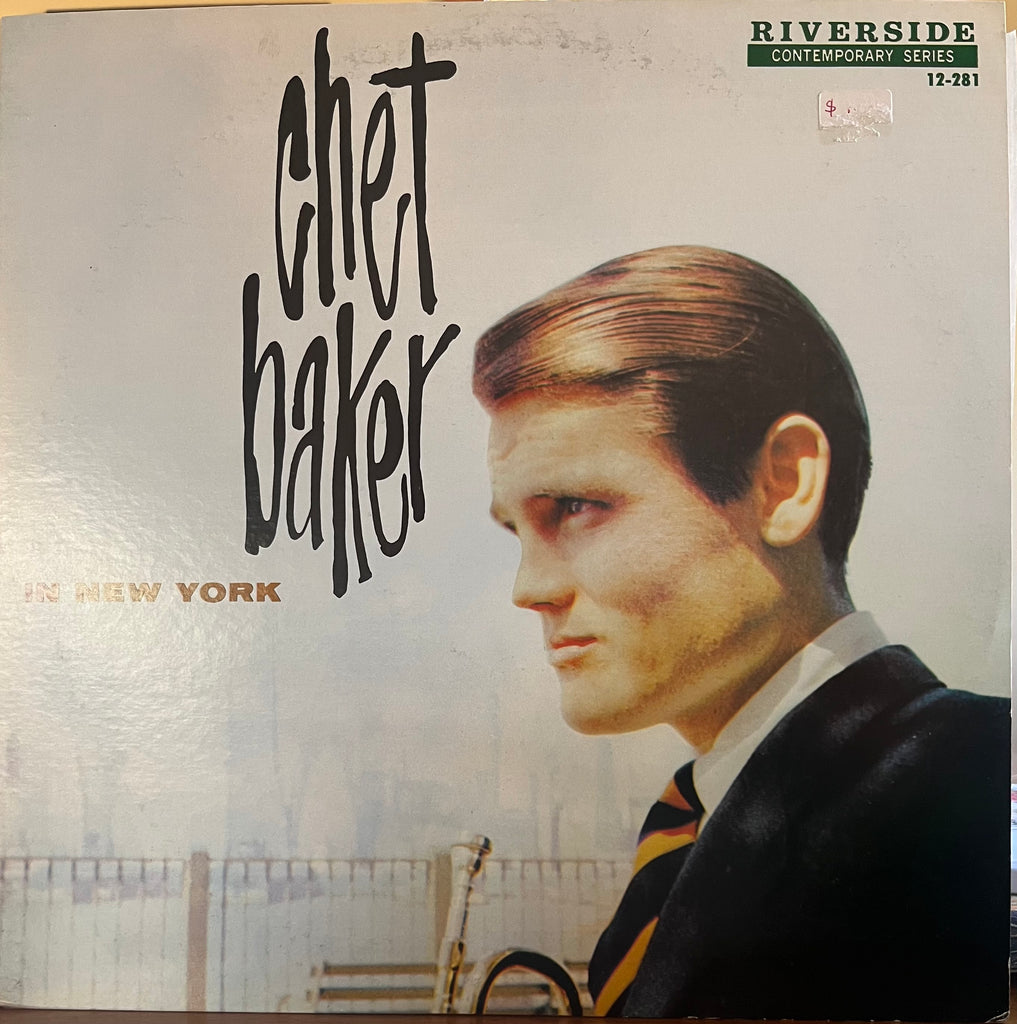 RIVERSIDE
CONTEMPORARY SERIES
12-281
$
chet
baker
IN NEW YORK